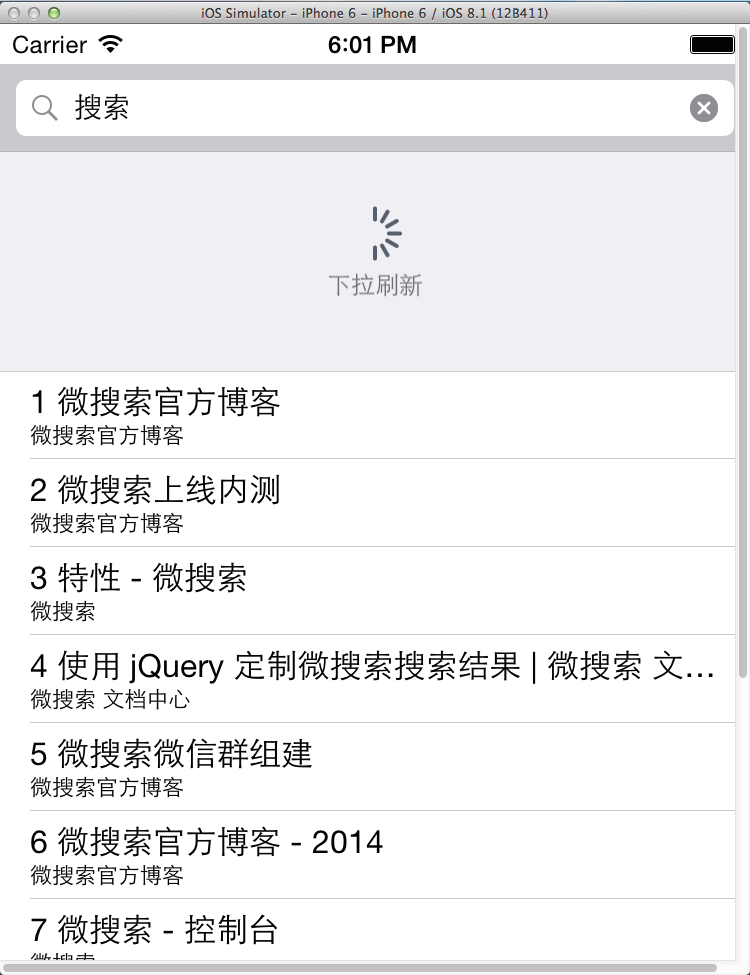 iOS Simulator - iPhone 6 - iPhone 6 / iOS 8.1 (12B411)
Carrier 6:01 PM
搜索
下拉刷新
1 微搜索官方博客
微搜索官方博客
2 微搜索上线内测
微搜索官方博客
3 特性 - 微搜索
微搜索
4 使用 jQuery 定制微搜索搜索结果 | 微搜索 文…
微搜索 文档中心
5 微搜索微信群组建
微搜索官方博客
6 微搜索官方博客 - 2014
微搜索官方博客
7 微搜索 - 控制台